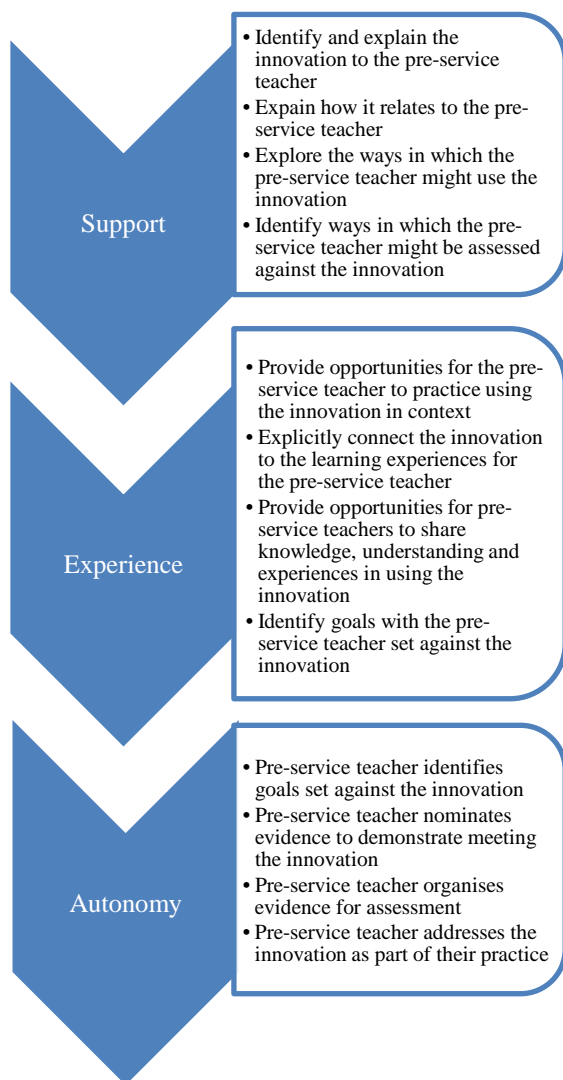 Support
• Identify and explain the
innovation to the pre-service
teacher
• Expain how it relates to the pre-
service teacher
• Explore the ways in which the
pre-service teacher might use the
innovation
• Identify ways in which the pre-
service teacher might be assessed
against the innovation
Experience
• Provide opportunities for the pre-
service teacher to practice using
the innovation in context
• Explicitly connect the innovation
to the learning experiences for
the pre-service teacher
• Provide opportunities for pre-
service teachers to share
knowledge, understanding and
experiences in using the
innovation
• Identify goals with the pre-
service teacher set against the
innovation
Autonomy
• Pre-service teacher identifies
goals set against the innovation
• Pre-service teacher nominates
evidence to demonstrate meeting
the innovation
• Pre-service teacher organises
evidence for assessment
• Pre-service teacher addresses the
innovation as part of their practice